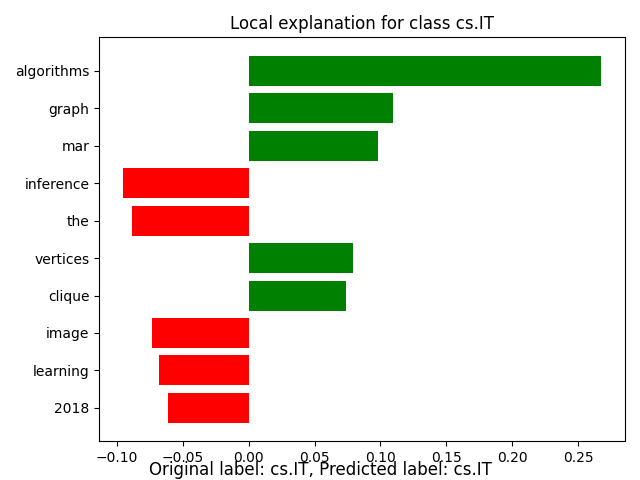 Local explanation for class cs.IT
algorithms
graph
mar
inference
the
vertices
clique
image
learning
2018
−0.10 −0.05 0.00 0.05 0.10 0.15 0.20 0.25
Original label: cs.IT, Predicted label: cs.IT